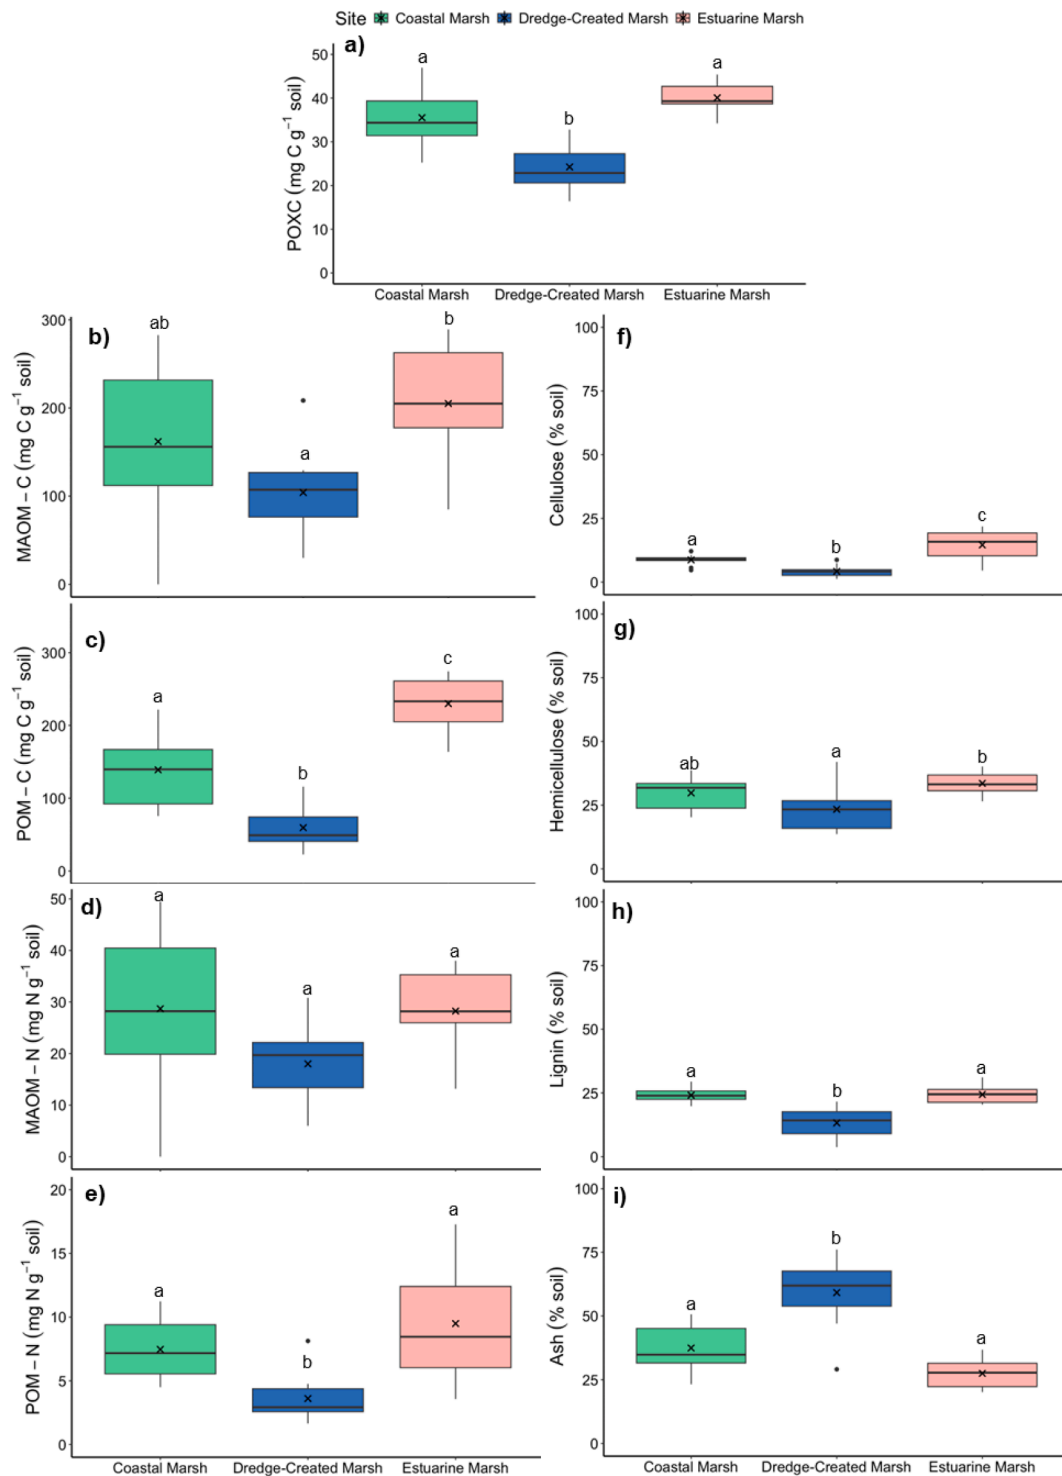 Site Coastal Marsh Dredge-Created Marsh Estuarine Marsh
a)
POXC (mg C g⁻¹ soil)
50
40
30
20
10
0
a
b
a
Coastal Marsh Dredge-Created Marsh Estuarine Marsh
b)
MAOM – C (mg C g⁻¹ soil)
300
200
100
0
ab
a
b
c)
POM – C (mg C g⁻¹ soil)
300
200
100
0
a
b
c
d)
MAOM – N (mg N g⁻¹ soil)
50
40
30
20
10
0
a
a
a
e)
POM – N (mg N g⁻¹ soil)
20
15
10
5
0
a
b
a
Coastal Marsh Dredge-Created Marsh Estuarine Marsh
f)
Cellulose (% soil)
100
75
50
25
0
a
b
c
g)
Hemicellulose (% soil)
100
75
50
25
0
ab
a
b
h)
Lignin (% soil)
100
75
50
25
0
a
b
a
i)
Ash (% soil)
100
75
50
25
0
a
b
a
Coastal Marsh Dredge-Created Marsh Estuarine Marsh